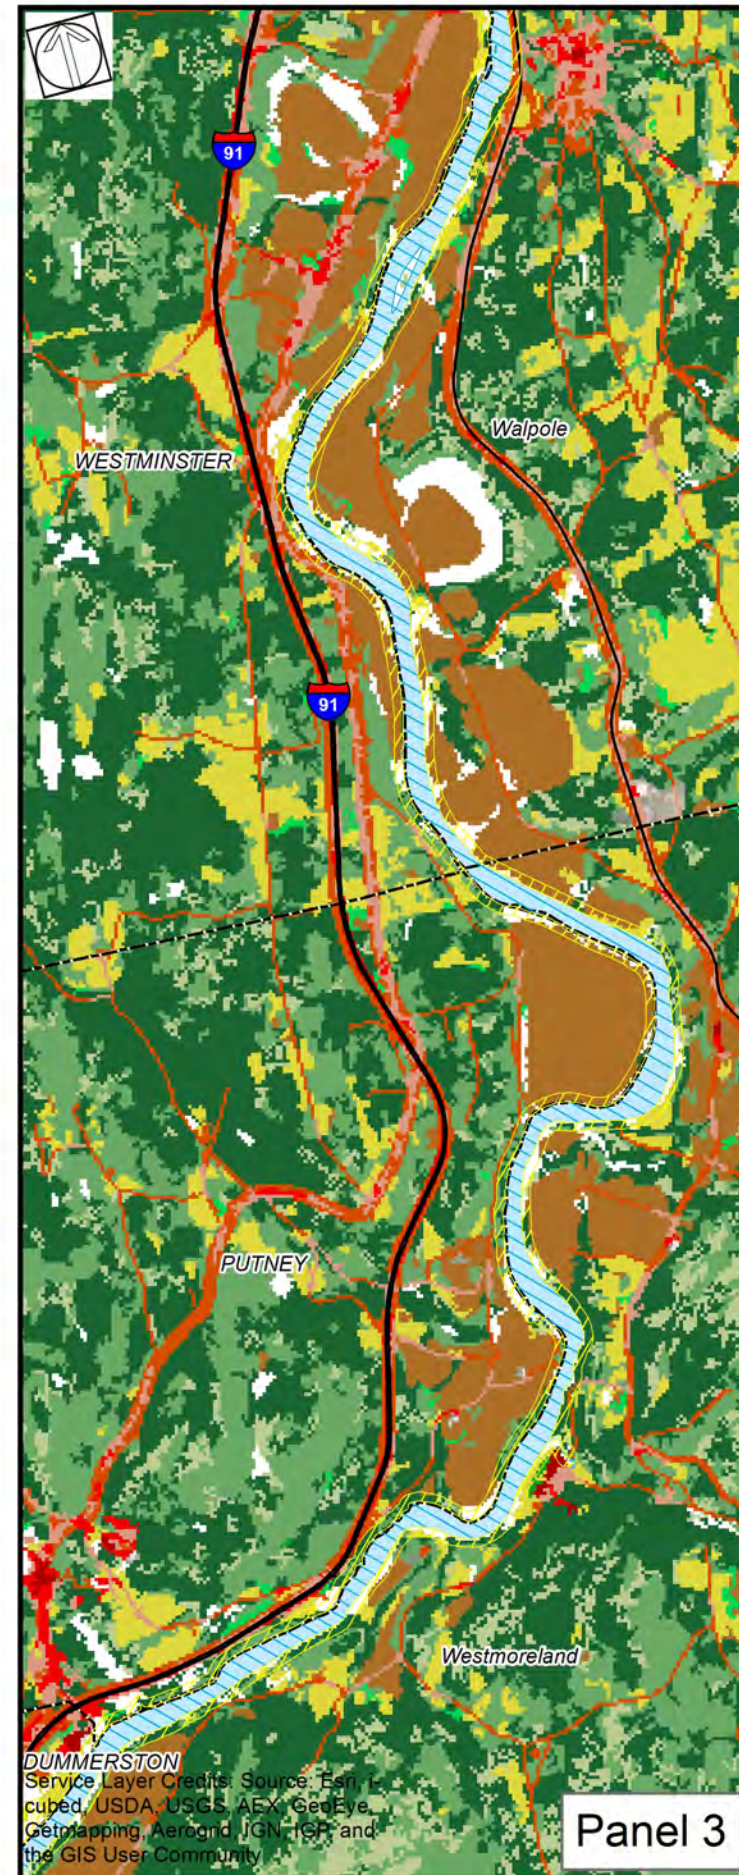 91
Walpole
WESTMINSTER
91
PUTNEY
Westmoreland
DUMMERSTON
Service Layer Credits: Source: Esri, i-
cubed, USDA, USGS, AEX, GeoEye,
Getmapping, Aerogrid, IGN, IGP, and
the GIS User Community
Panel 3